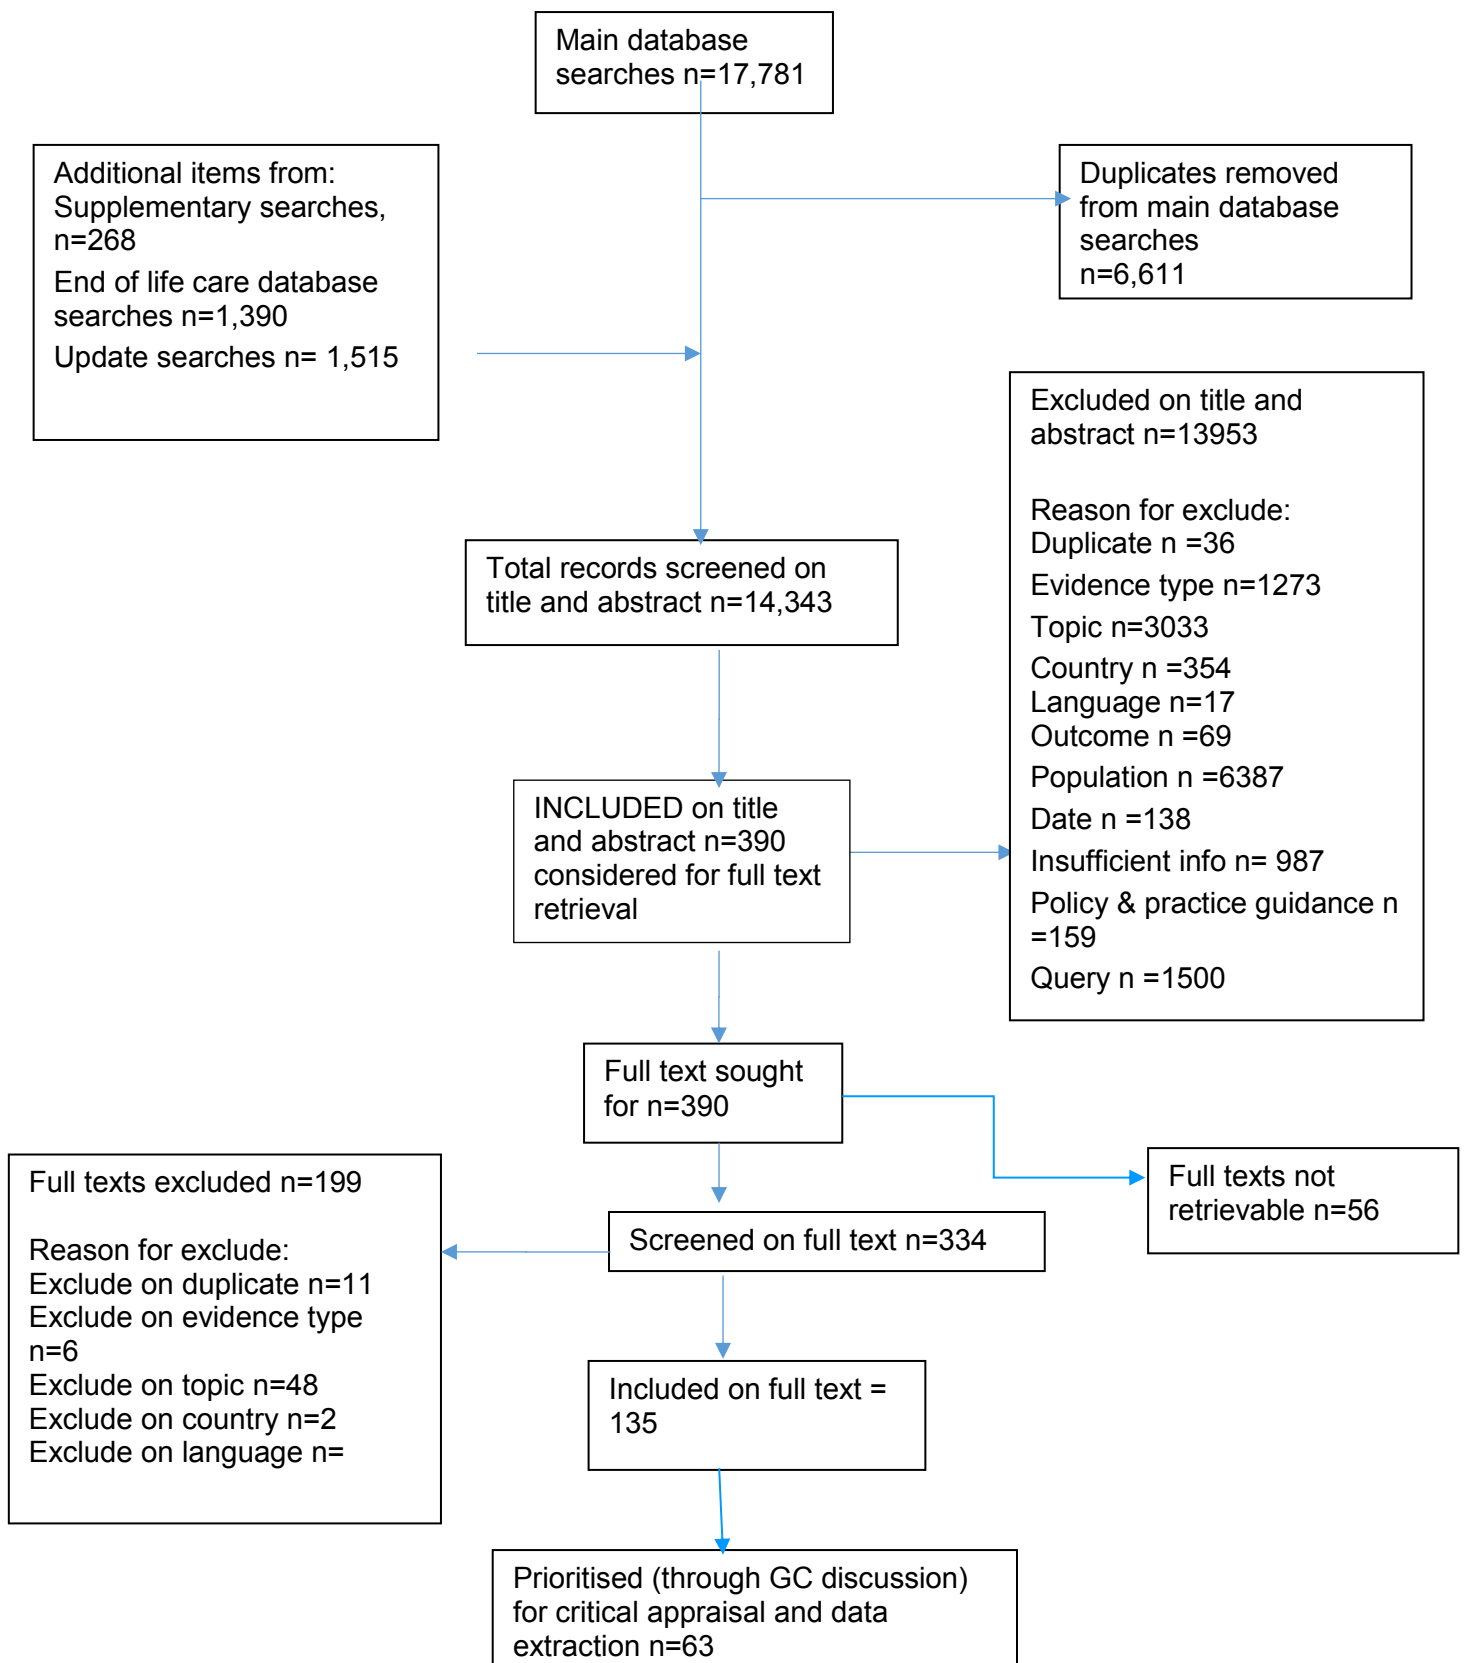 Main database
searches n=17,781
Additional items from:
Supplementary searches,
n=268
End of life care database
searches n=1,390
Update searches n= 1,515
Duplicates removed
from main database
searches
n=6,611
Excluded on title and
abstract n=13953
Reason for exclude:
Duplicate n =36
Evidence type n=1273
Topic n=3033
Country n =354
Language n=17
Outcome n =69
Population n =6387
Date n =138
Insufficient info n= 987
Policy & practice guidance n
=159
Query n =1500
Total records screened on
title and abstract n=14,343
INCLUDED on title
and abstract n=390
considered for full text
retrieval
Full text sought
for n=390
Full texts not
retrievable n=56
Full texts excluded n=199
Reason for exclude:
Exclude on duplicate n=11
Exclude on evidence type
n=6
Exclude on topic n=48
Exclude on country n=2
Exclude on language n=
Screened on full text n=334
Included on full text =
135
Prioritised (through GC discussion)
for critical appraisal and data
extraction n=63